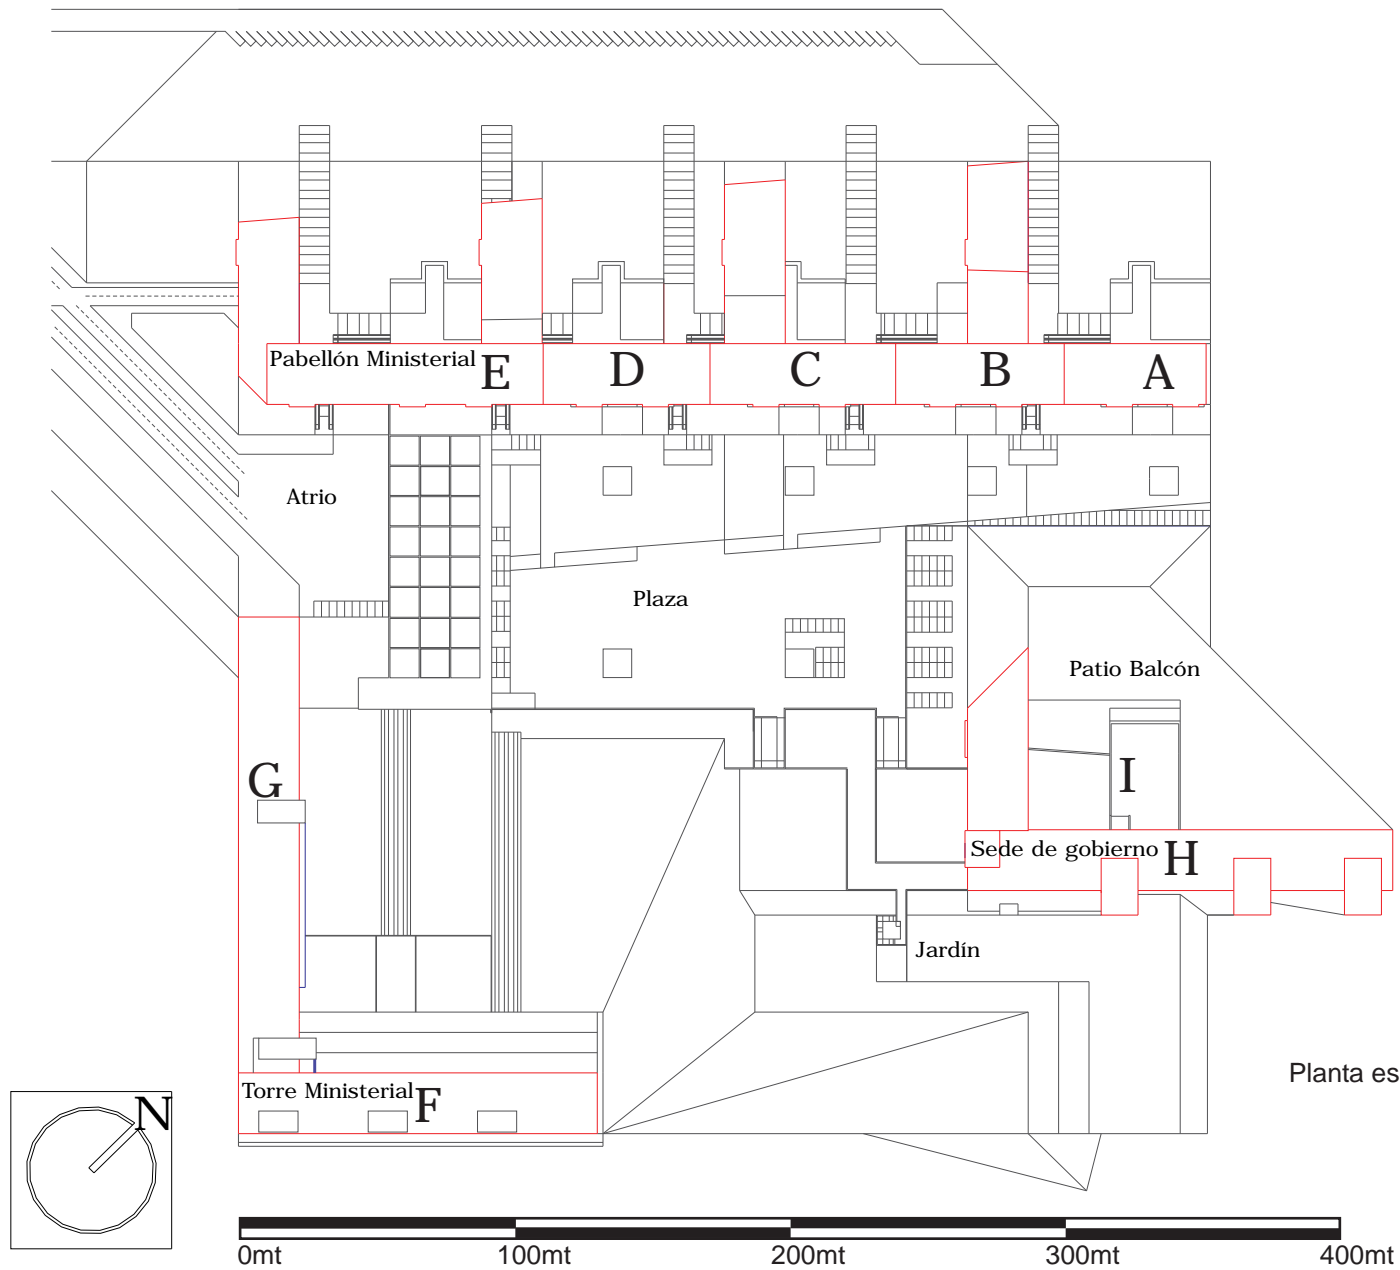 Pabellón Ministerial
E
D
C
B
A
Atrio
Plaza
Patio Balcón
G
I
Sede de gobierno
H
Jardín
Planta es
Torre Ministerial
F
N
0mt
100mt
200mt
300mt
400mt